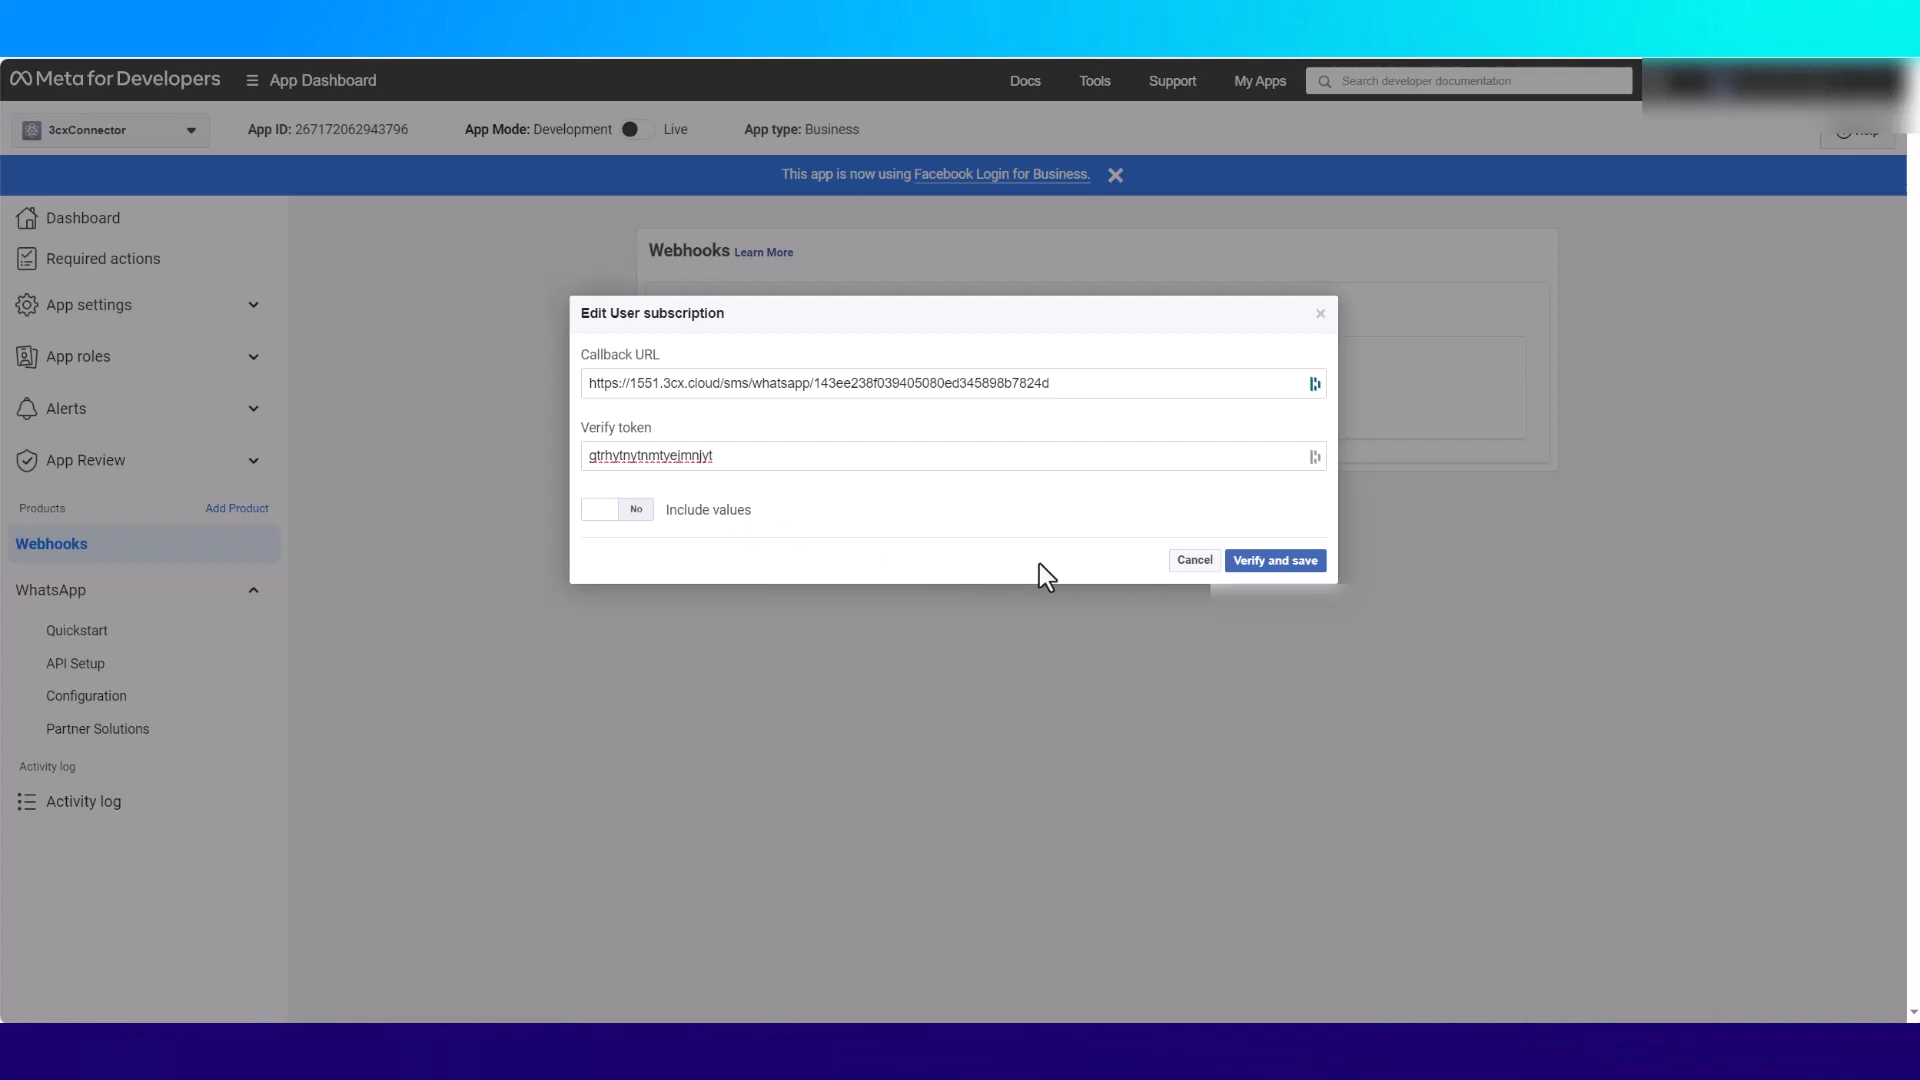 Meta for Developers
App Dashboard
Docs
Tools
Support
My Apps
Search developer documentation
3cxConnector
App ID: 267172062943796
App Mode: Development
Live
App type: Business
This app is now using Facebook Login for Business.
Dashboard
Required actions
App settings
App roles
Alerts
App Review
Products
Add Product
Webhooks
WhatsApp
Quickstart
API Setup
Configuration
Partner Solutions
Activity log
Activity log
Webhooks Learn More
Edit User subscription
Callback URL
https://1551.3cx.cloud/sms/whatsapp/143ee238f039405080ed345898b7824d
Verify token
gtrhytnytnmtyejmnjyt
No
Include values
Cancel
Verify and save